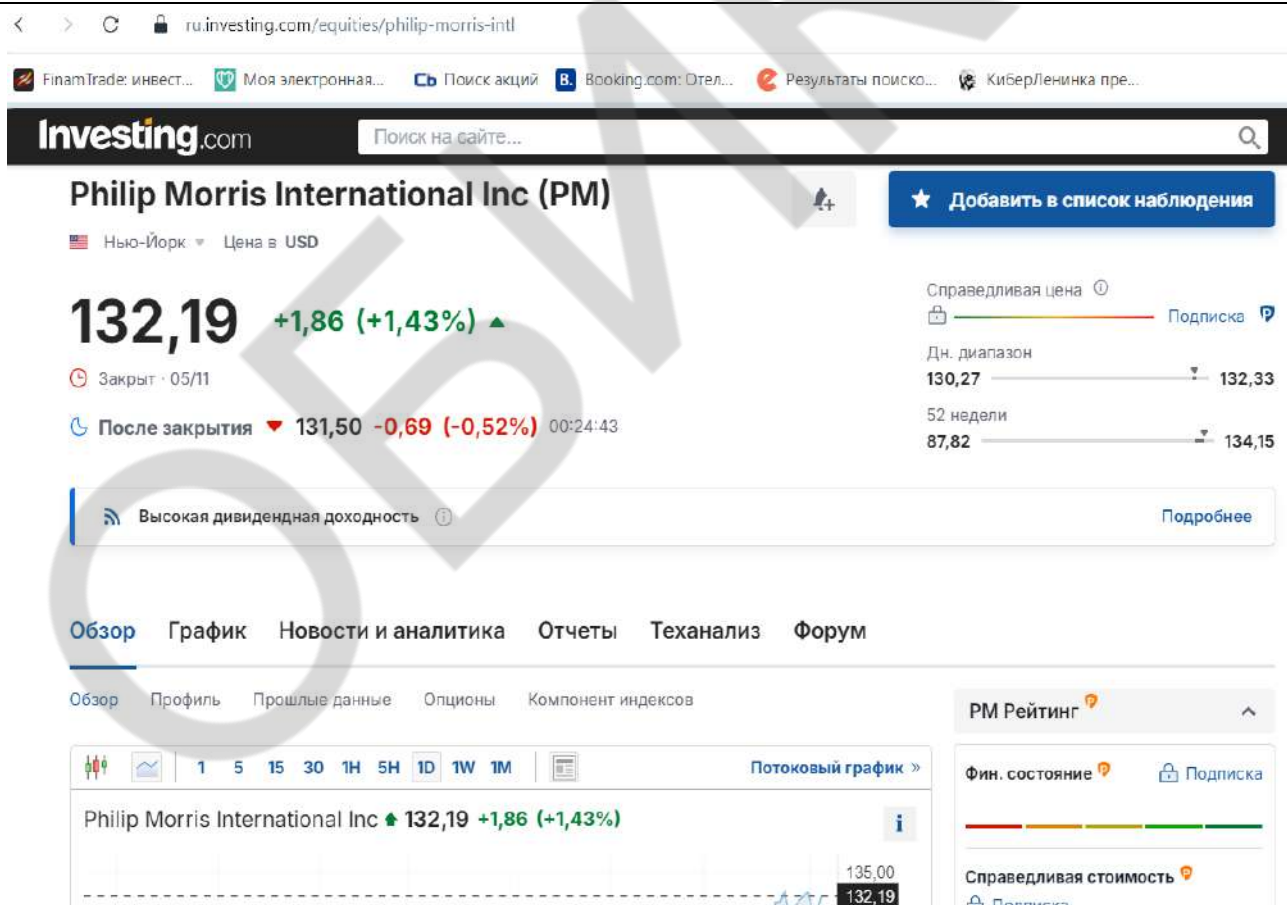 ru.investing.com/equities/philip-morris-intl
FinamTrade: инвест... Моя электронная... Сb Поиск акций B. Booking.com: Отел... Результаты поиско... КиберЛенинка пре...
Investing.com Поиск на сайте...
Philip Morris International Inc (PM) Добавить в список наблюдения
Нью-Йорк Цена в USD
Справедливая цена
Подписка
132,19 +1,86 (+1,43%)
Дн. диапазон
130,27 132,33
Закрыт · 05/11
52 недели
87,82 134,15
После закрытия 131,50 -0,69 (-0,52%) 00:24:43
Высокая дивидендная доходность Подробнее
Обзор График Новости и аналитика Отчеты Теханализ Форум
Обзор Профиль Прошлые данные Опционы Компонент индексов
PM Рейтинг
1 5 15 30 1H 5H 1D 1W 1M Потоковый график »
Фин. состояние Подписка
Philip Morris International Inc 132,19 +1,86 (+1,43%)
135,00
132,19
Справедливая стоимость
Подписка